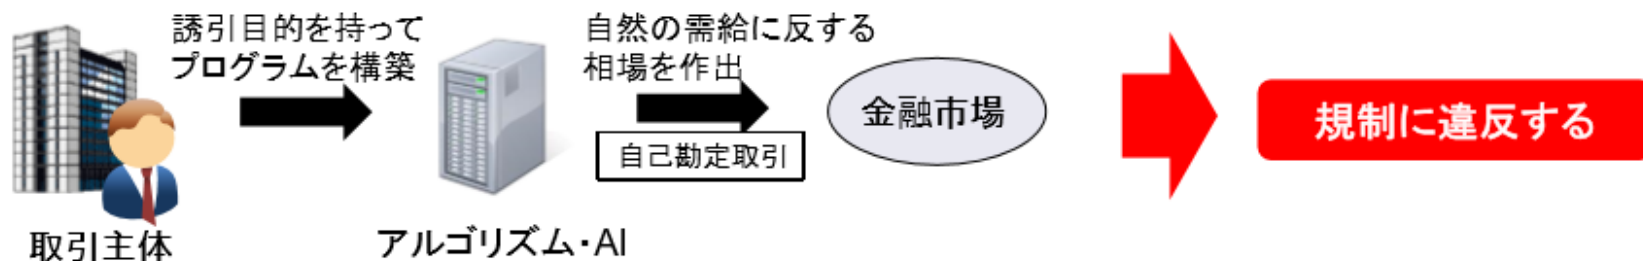 誘引目的を持って
プログラムを構築
自然の需給に反する
相場を作出
金融市場
規制に違反する
自己勘定取引
取引主体
アルゴリズム・AI